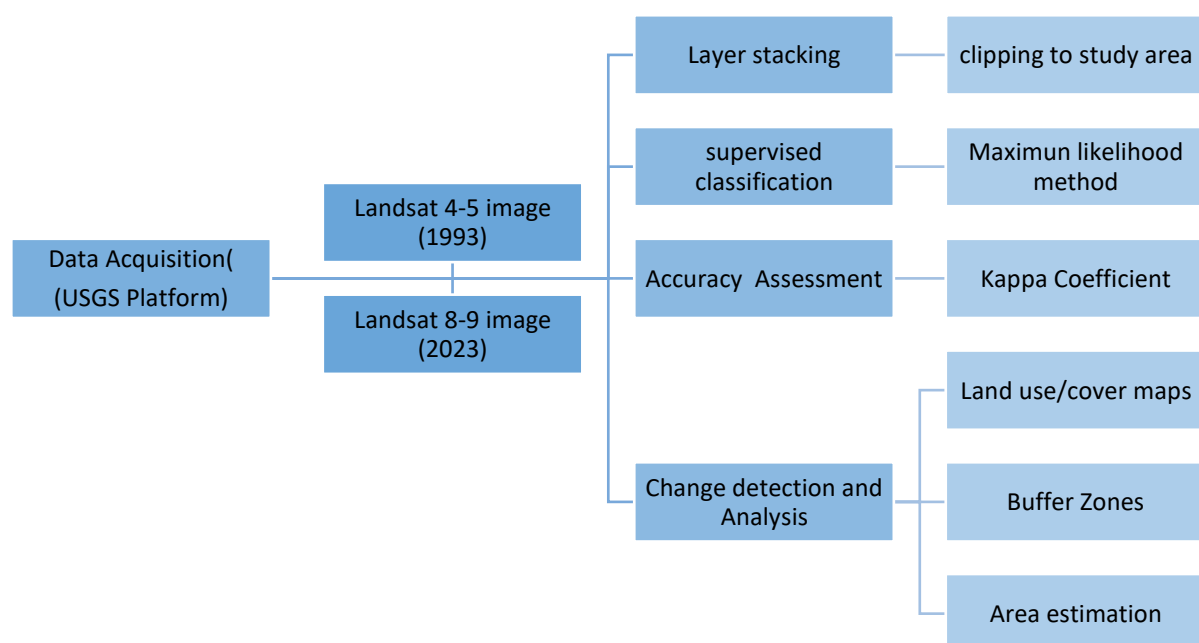 Data Acquisition(
(USGS Platform)
Landsat 4-5 image
(1993)
Landsat 8-9 image
(2023)
Layer stacking
clipping to study area
supervised
classification
Maximun likelihood
method
Accuracy Assessment
Kappa Coefficient
Change detection and
Analysis
Land use/cover maps
Buffer Zones
Area estimation